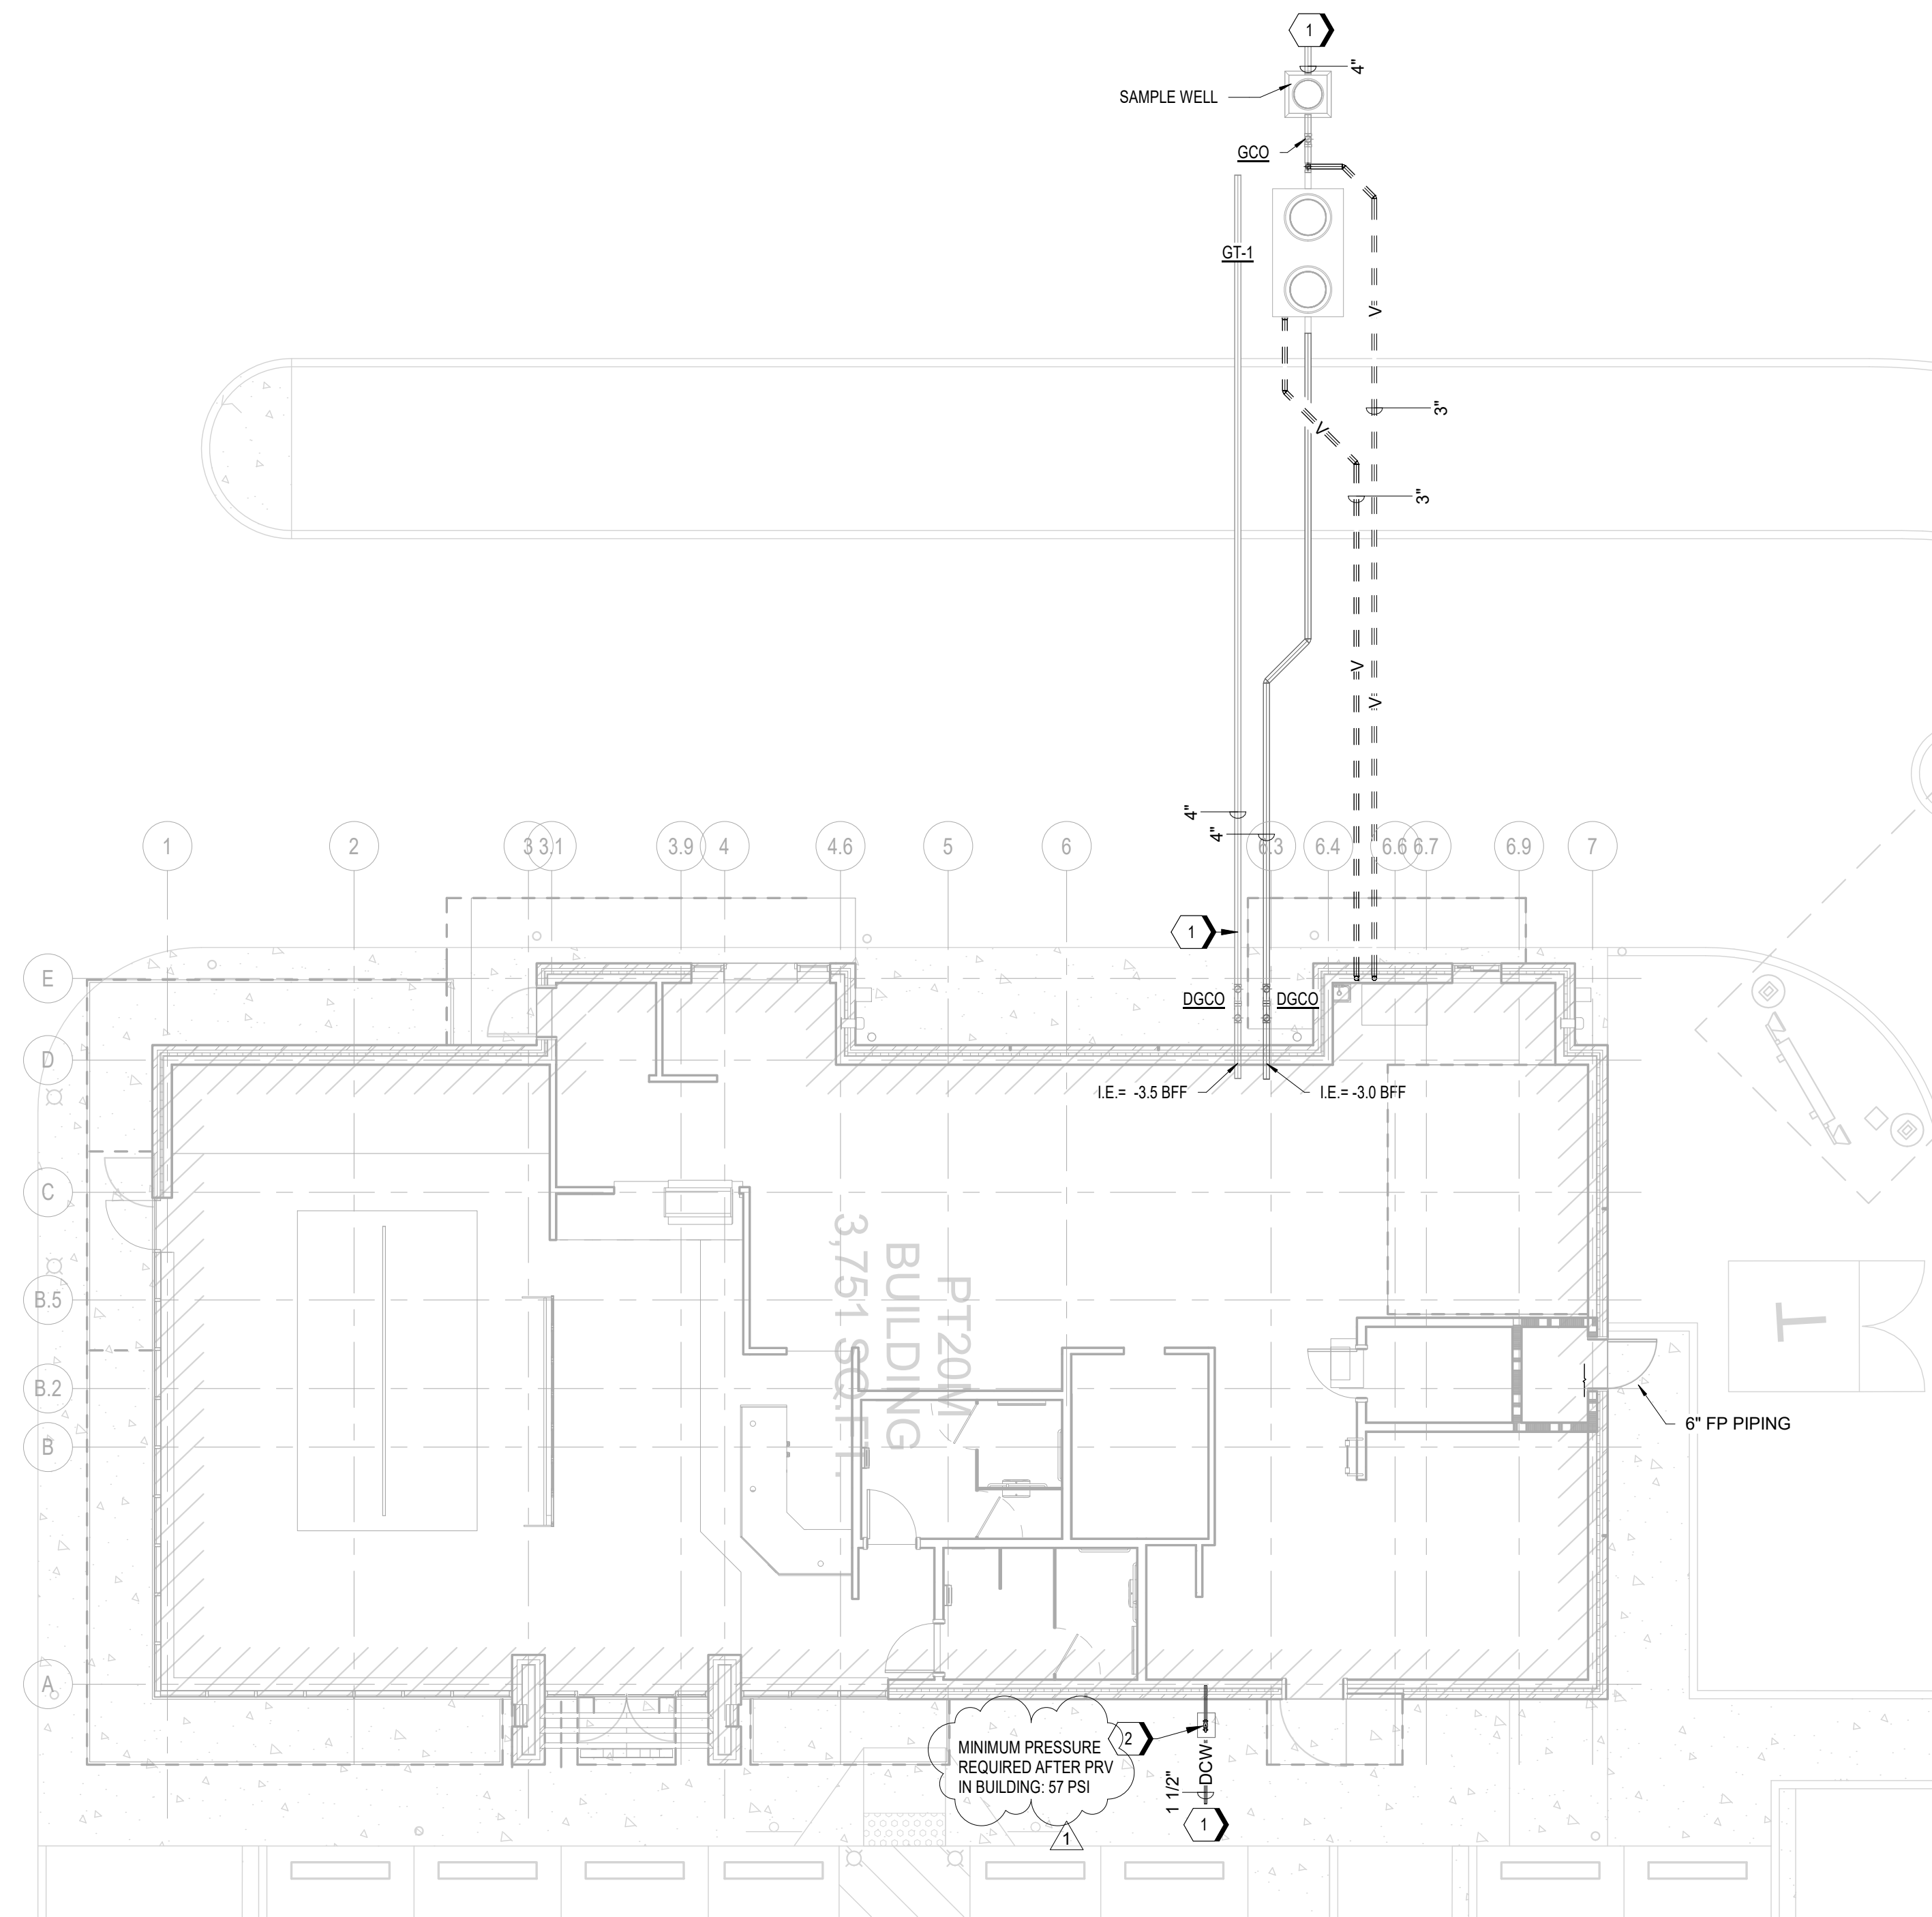 1
4"
SAMPLE WELL
GCO
GT-1
V
3"
V
3"
V
V
4"
4"
1
2
3
3.1
3.9
4
4.6
5
6
6.3
6.4
6.6
6.7
6.9
7
1
E
DGCO
DGCO
D
I.E.= -3.5 BFF
I.E.= -3.0 BFF
C
PT20M
BUILDING
3,751 SQ.FT.
B.5
T
B.2
6" FP PIPING
B
A
2
MINIMUM PRESSURE
REQUIRED AFTER PRV
IN BUILDING: 57 PSI
DCW
1 1/2"
1
1